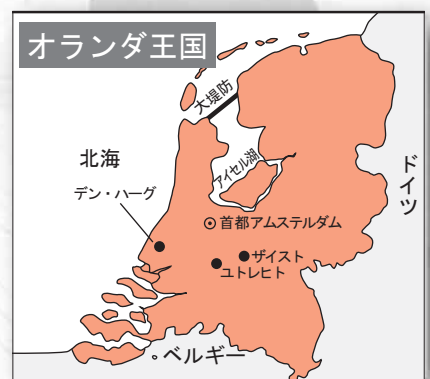 オランダ王国
大堤防
北海
アイセル湖
ドイツ
デン・ハーグ
首都アムステルダム
ザイスト
ユトレヒト
ベルギー